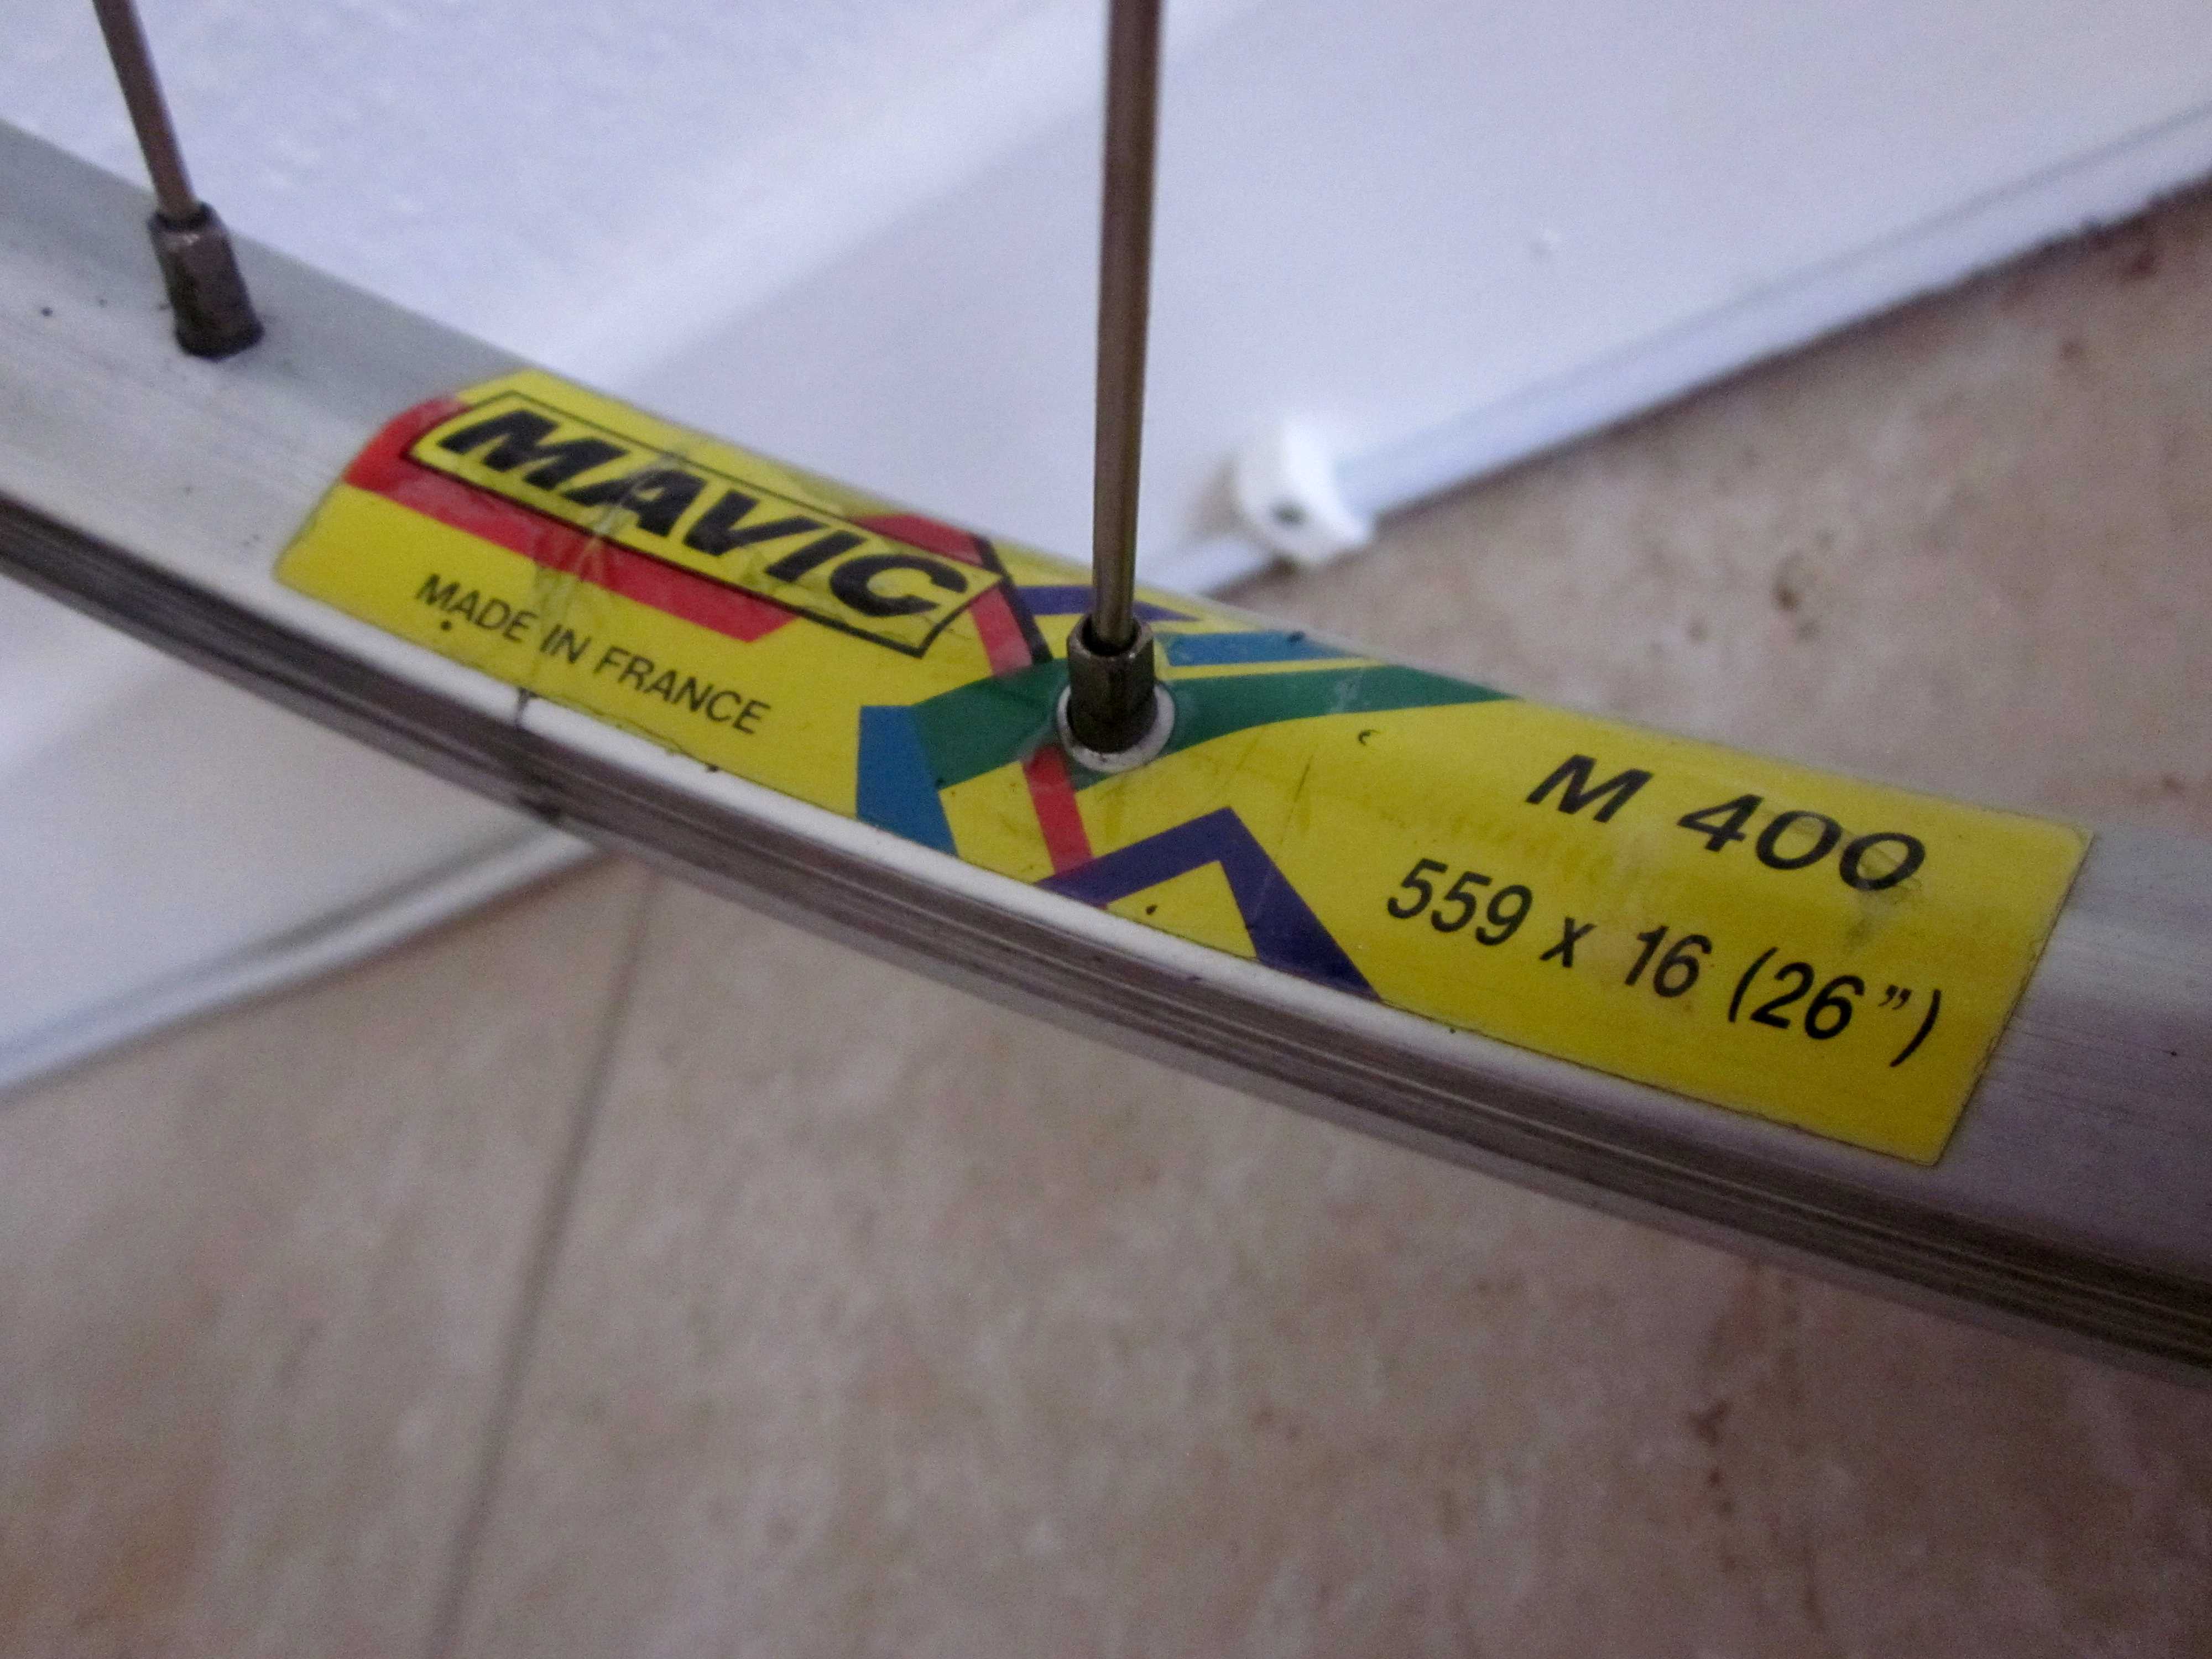 MAVIC
MADE IN FRANCE
M 400
559 x 16 (26")